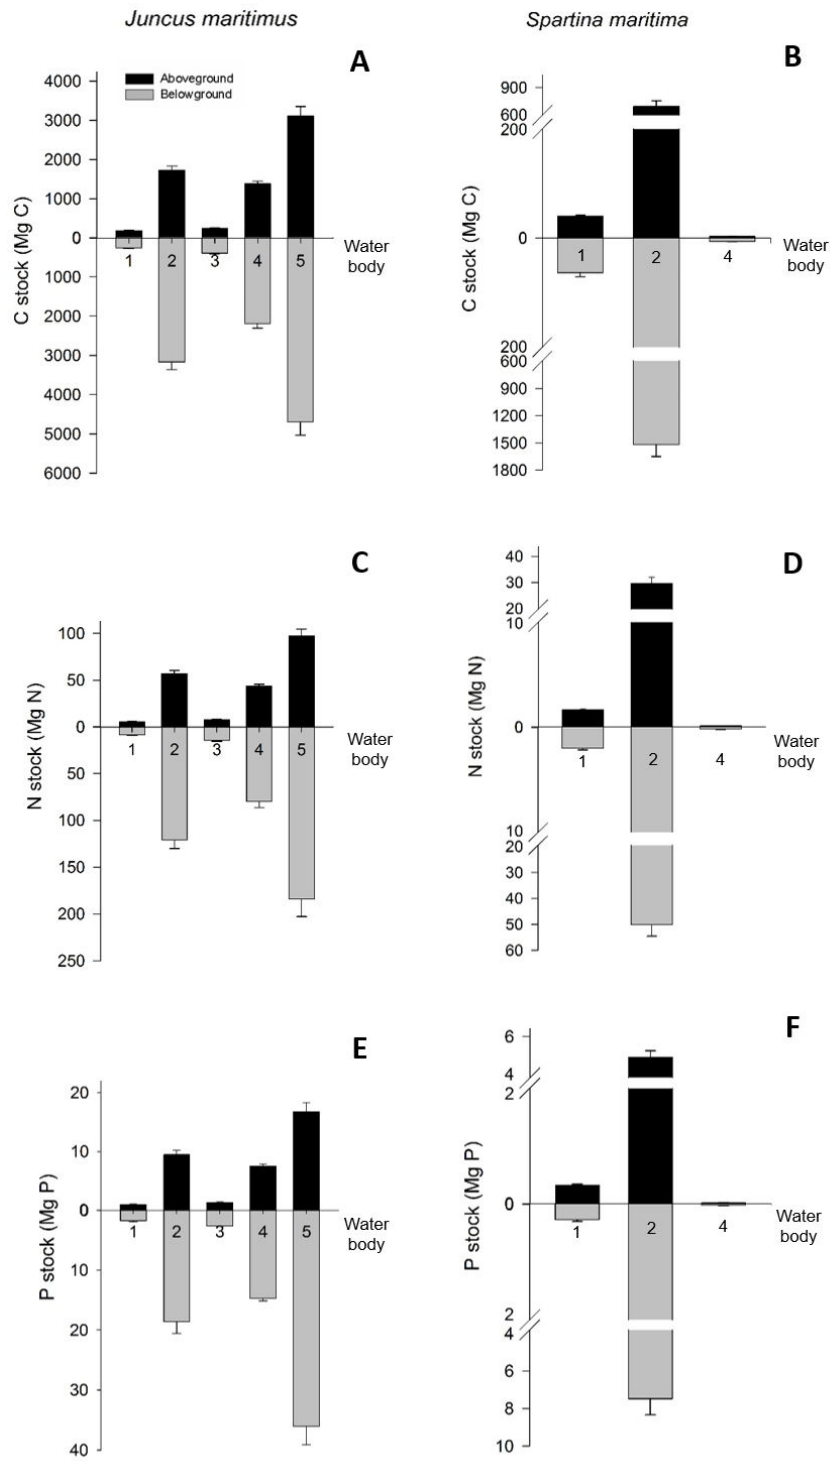 Juncus maritimus
Spartina maritima
A
Aboveground
Belowground
4000
3000
2000
1000
0
1000
2000
3000
4000
5000
6000
C stock (Mg C)
1 2 3 4 5
Water
body
B
900
600
200
0
200
600
900
1200
1500
1800
C stock (Mg C)
1 2 4
Water
body
C
100
50
0
50
100
150
200
250
N stock (Mg N)
1 2 3 4 5
Water
body
D
40
30
20
10
0
10
20
30
40
50
60
N stock (Mg N)
1 2 4
Water
body
E
20
10
0
10
20
30
40
P stock (Mg P)
1 2 3 4 5
Water
body
F
6
4
2
0
2
4
6
8
10
P stock (Mg P)
1 2 4
Water
body